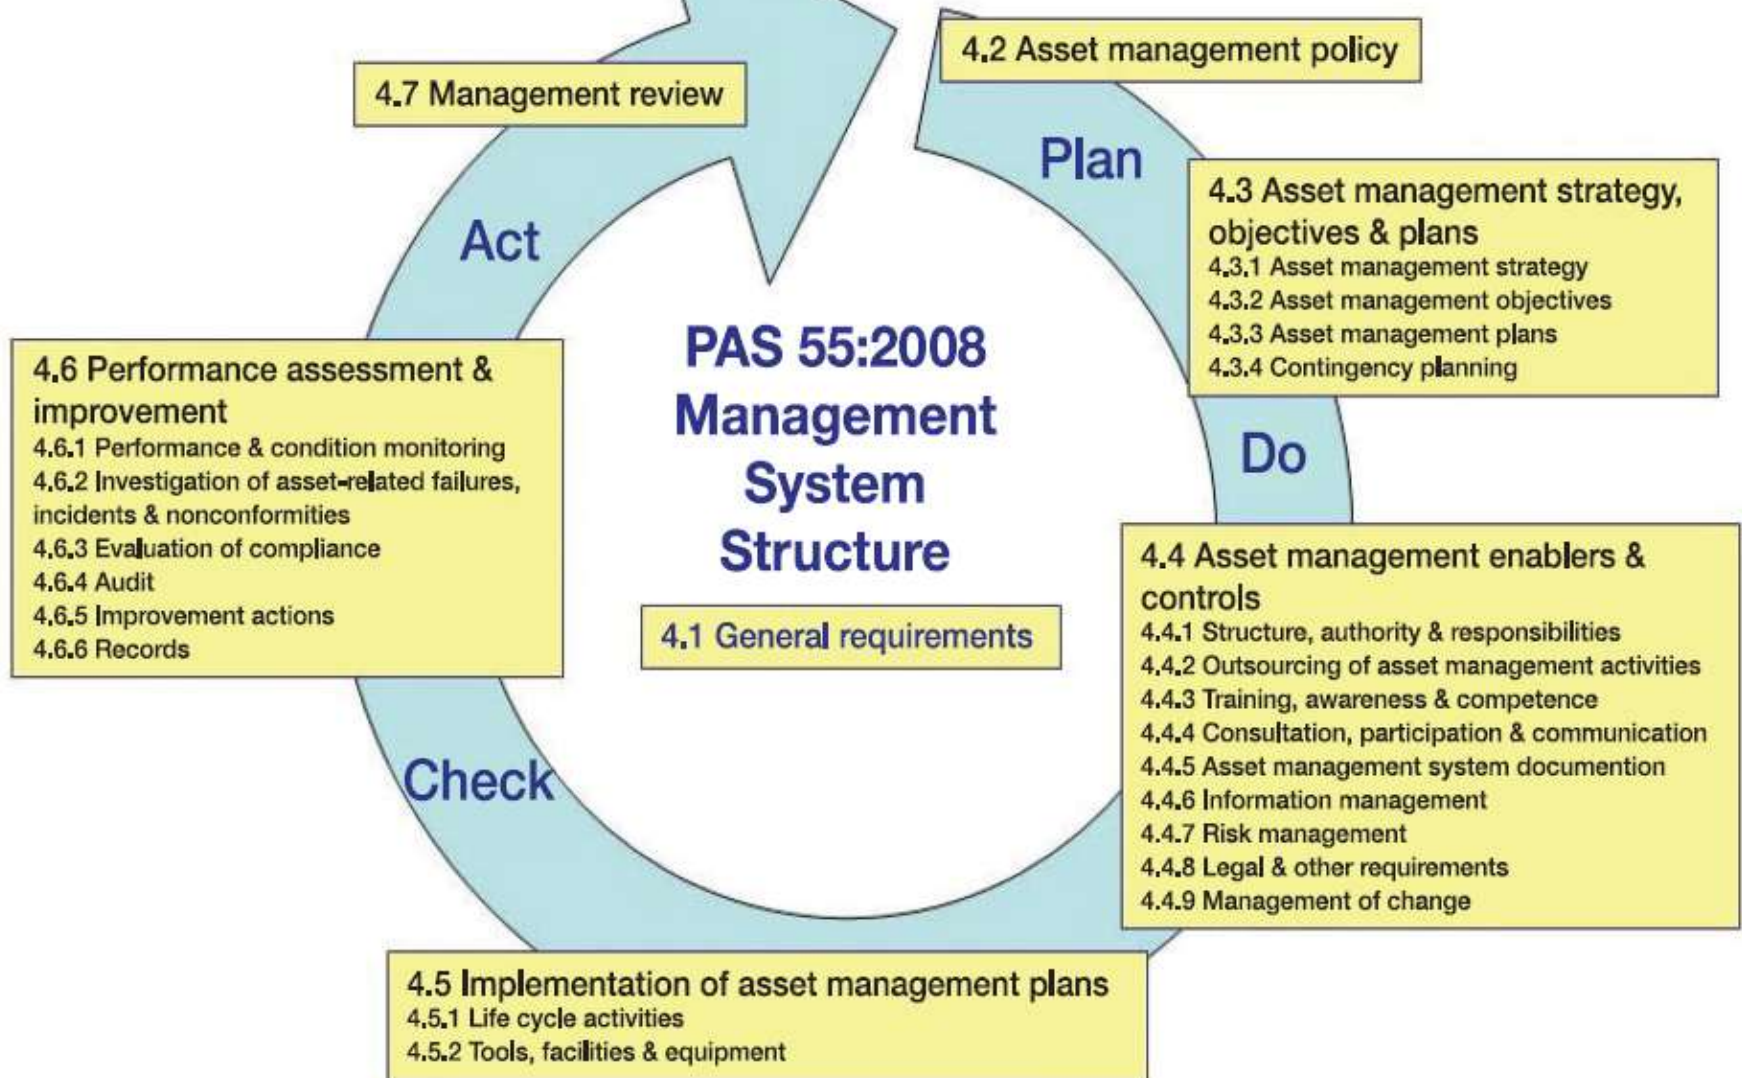 4.2 Asset management policy
4.7 Management review
Plan
4.3 Asset management strategy,
objectives & plans
4.3.1 Asset management strategy
4.3.2 Asset management objectives
4.3.3 Asset management plans
4.3.4 Contingency planning
Act
PAS 55:2008
Management
System
Structure
4.1 General requirements
4.6 Performance assessment &
improvement
4.6.1 Performance & condition monitoring
4.6.2 Investigation of asset-related failures,
incidents & nonconformities
4.6.3 Evaluation of compliance
4.6.4 Audit
4.6.5 Improvement actions
4.6.6 Records
Do
4.4 Asset management enablers &
controls
4.4.1 Structure, authority & responsibilities
4.4.2 Outsourcing of asset management activities
4.4.3 Training, awareness & competence
4.4.4 Consultation, participation & communication
4.4.5 Asset management system documention
4.4.6 Information management
4.4.7 Risk management
4.4.8 Legal & other requirements
4.4.9 Management of change
Check
4.5 Implementation of asset management plans
4.5.1 Life cycle activities
4.5.2 Tools, facilities & equipment